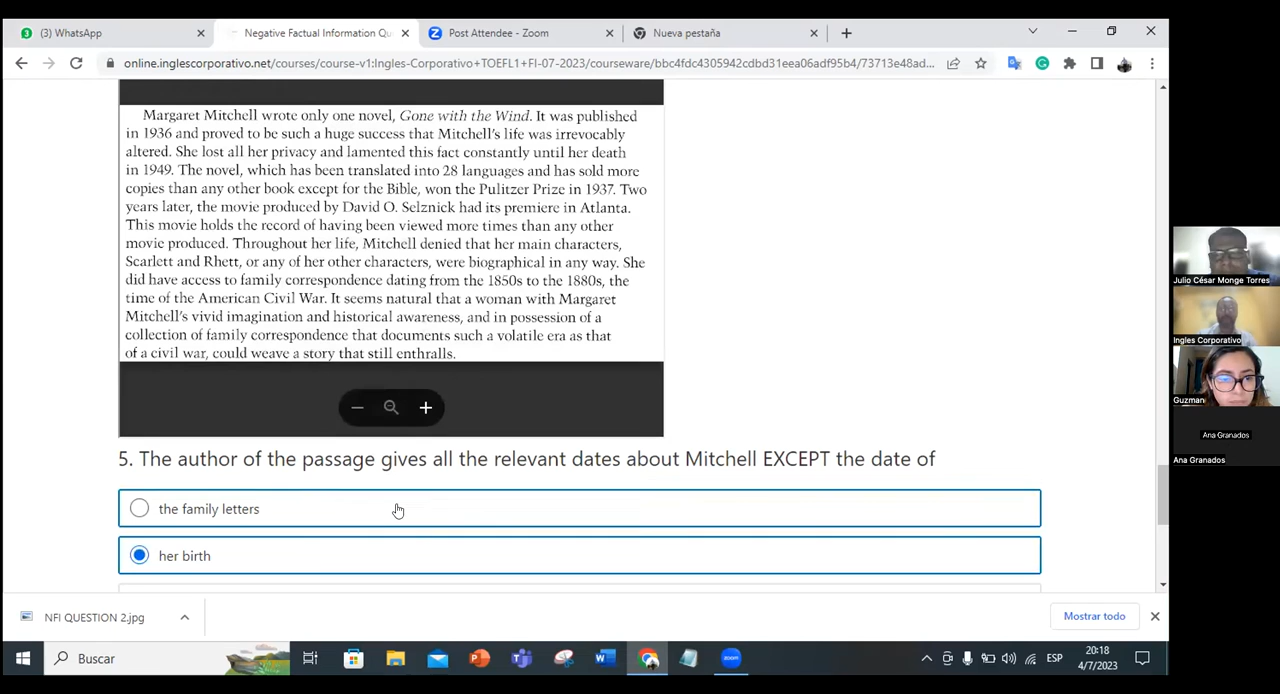 (3) WhatsApp
Negative Factual Information Qu
Post Attendee - Zoom
Nueva pestaña
online.inglescorporativo.net/courses/course-v1:Ingles-Corporativo+TOEFL1+FI-07-2023/courseware/bbc4fdc4305942cdbd31eea06adf95b4/73713e48ad...
Margaret Mitchell wrote only one novel, Gone with the Wind. It was published
in 1936 and proved to be such a huge success that Mitchell's life was irrevocably
altered. She lost all her privacy and lamented this fact constantly until her death
in 1949. The novel, which has been translated into 28 languages and has sold more
copies than any other book except for the Bible, won the Pulitzer Prize in 1937. Two
years later, the movie produced by David O. Selznick had its premiere in Atlanta.
This movie holds the record of having been viewed more times than any other
movie produced. Throughout her life, Mitchell denied that her main characters,
Scarlett and Rhett, or any of her other characters, were biographical in any way. She
did have access to family correspondence dating from the 1850s to the 1880s, the
time of the American Civil War. It seems natural that a woman with Margaret
Mitchell's vivid imagination and historical awareness, and in possession of a
collection of family correspondence that documents such a volatile era as that
of a civil war, could weave a story that still enthralls.
5. The author of the passage gives all the relevant dates about Mitchell EXCEPT the date of
the family letters
her birth
NFI QUESTION 2.jpg
Mostrar todo
Buscar
ESP
20:18
4/7/2023
Julio César Monge Torres
Ingles Corporativo
Guzman
Ana Granados
Ana Granados